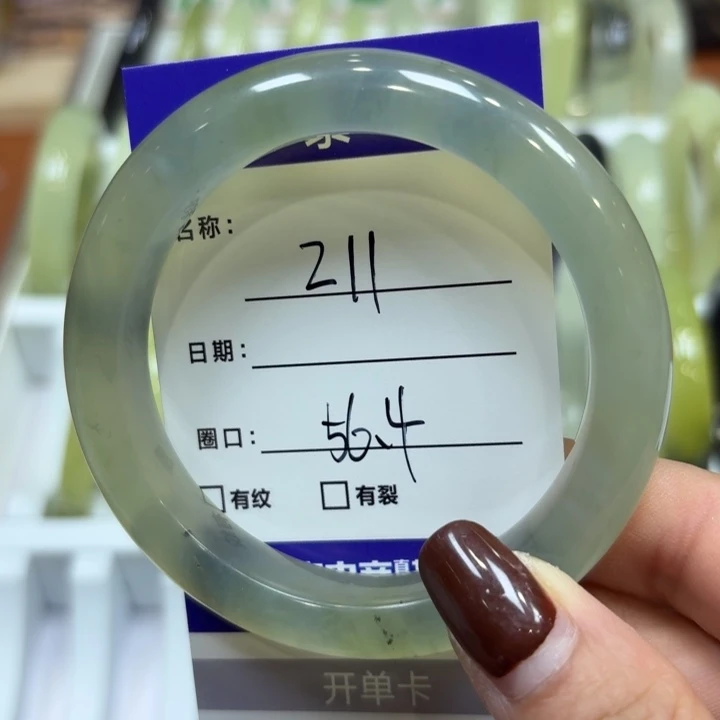 名称： 211
日期：
圈口： 56.4
□有纹 □有裂
开单卡